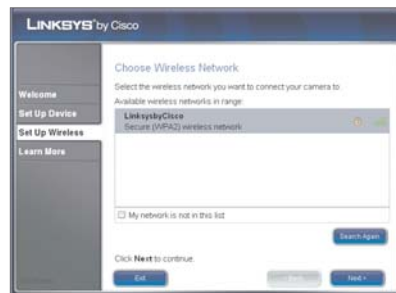 LINKSYS® by Cisco
Choose Wireless Network
Select the wireless network you want to connect your camera to
Available wireless networks in range:
LinksysbyCisco
Secure (WPA2) wireless network
Welcome
Set Up Device
Set Up Wireless
Learn More
My network is not in this list
Search Again
Click Next to continue.
Exit
Next >